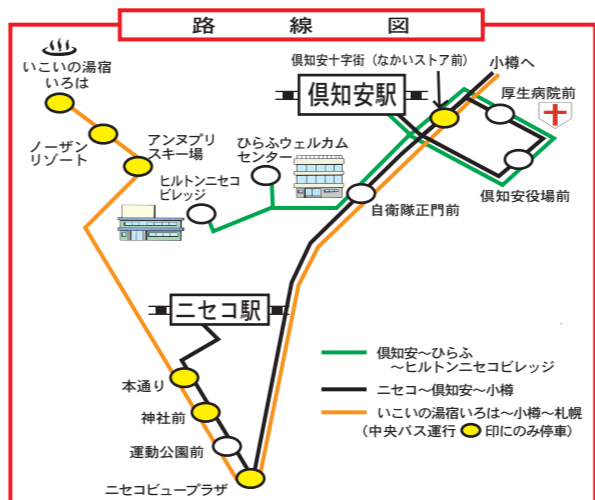 路線図
倶知安十字街（なかいストア前）
小樽へ
いこいの湯宿
いろは
倶知安駅
厚生病院前
ノーザン
リゾート
アンヌプリ
スキー場
ひらふウェルカム
センター
ヒルトンニセコ
ビレッジ
倶知安役場前
自衛隊正門前
ニセコ駅
本通り
神社前
運動公園前
ニセコビュープラザ
倶知安～ひらふ
～ヒルトンニセコビレッジ
ニセコ～倶知安～小樽
いこいの湯宿いろは～小樽～札幌
（中央バス運行 印にのみ停車）